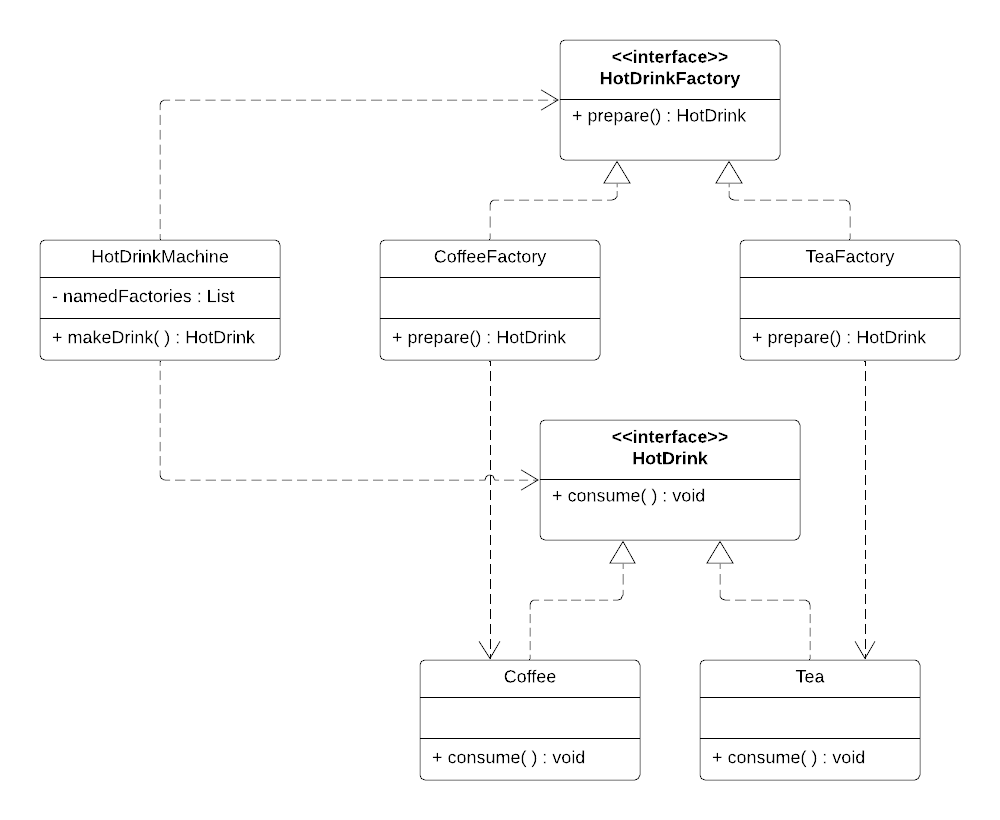 <<interface>>
HotDrinkFactory
+ prepare() : HotDrink
HotDrinkMachine
- namedFactories : List
+ makeDrink( ) : HotDrink
CoffeeFactory
+ prepare() : HotDrink
TeaFactory
+ prepare() : HotDrink
<<interface>>
HotDrink
+ consume( ) : void
Coffee
+ consume( ) : void
Tea
+ consume( ) : void